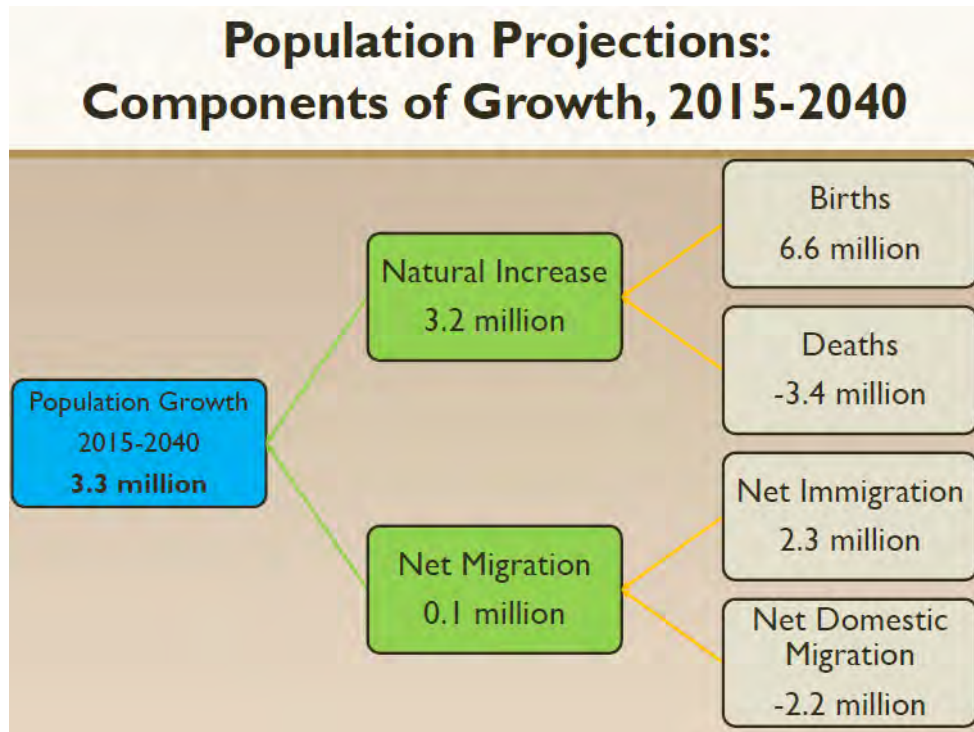 Population Projections:
Components of Growth, 2015-2040
Population Growth
2015-2040
3.3 million
Natural Increase
3.2 million
Births
6.6 million
Deaths
-3.4 million
Net Migration
0.1 million
Net Immigration
2.3 million
Net Domestic
Migration
-2.2 million